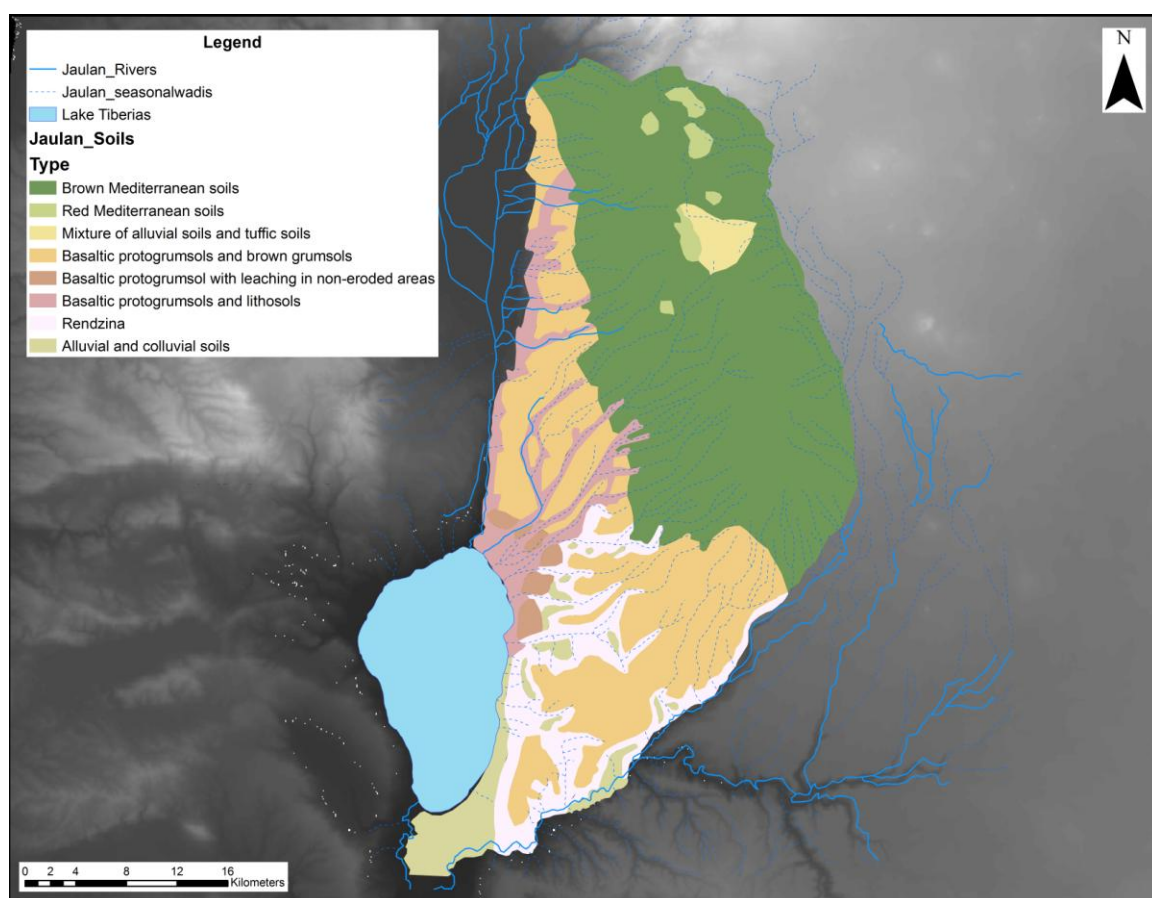 Legend
Jaulan_Rivers
Jaulan_seasonalwadis
Lake Tiberias
Jaulan_Soils
Type
Brown Mediterranean soils
Red Mediterranean soils
Mixture of alluvial soils and tuffic soils
Basaltic protogrumsols and brown grumsols
Basaltic protogrumsol with leaching in non-eroded areas
Basaltic protogrumsols and lithosols
Rendzina
Alluvial and colluvial soils
N
0 2 4 8 12 16
Kilometers